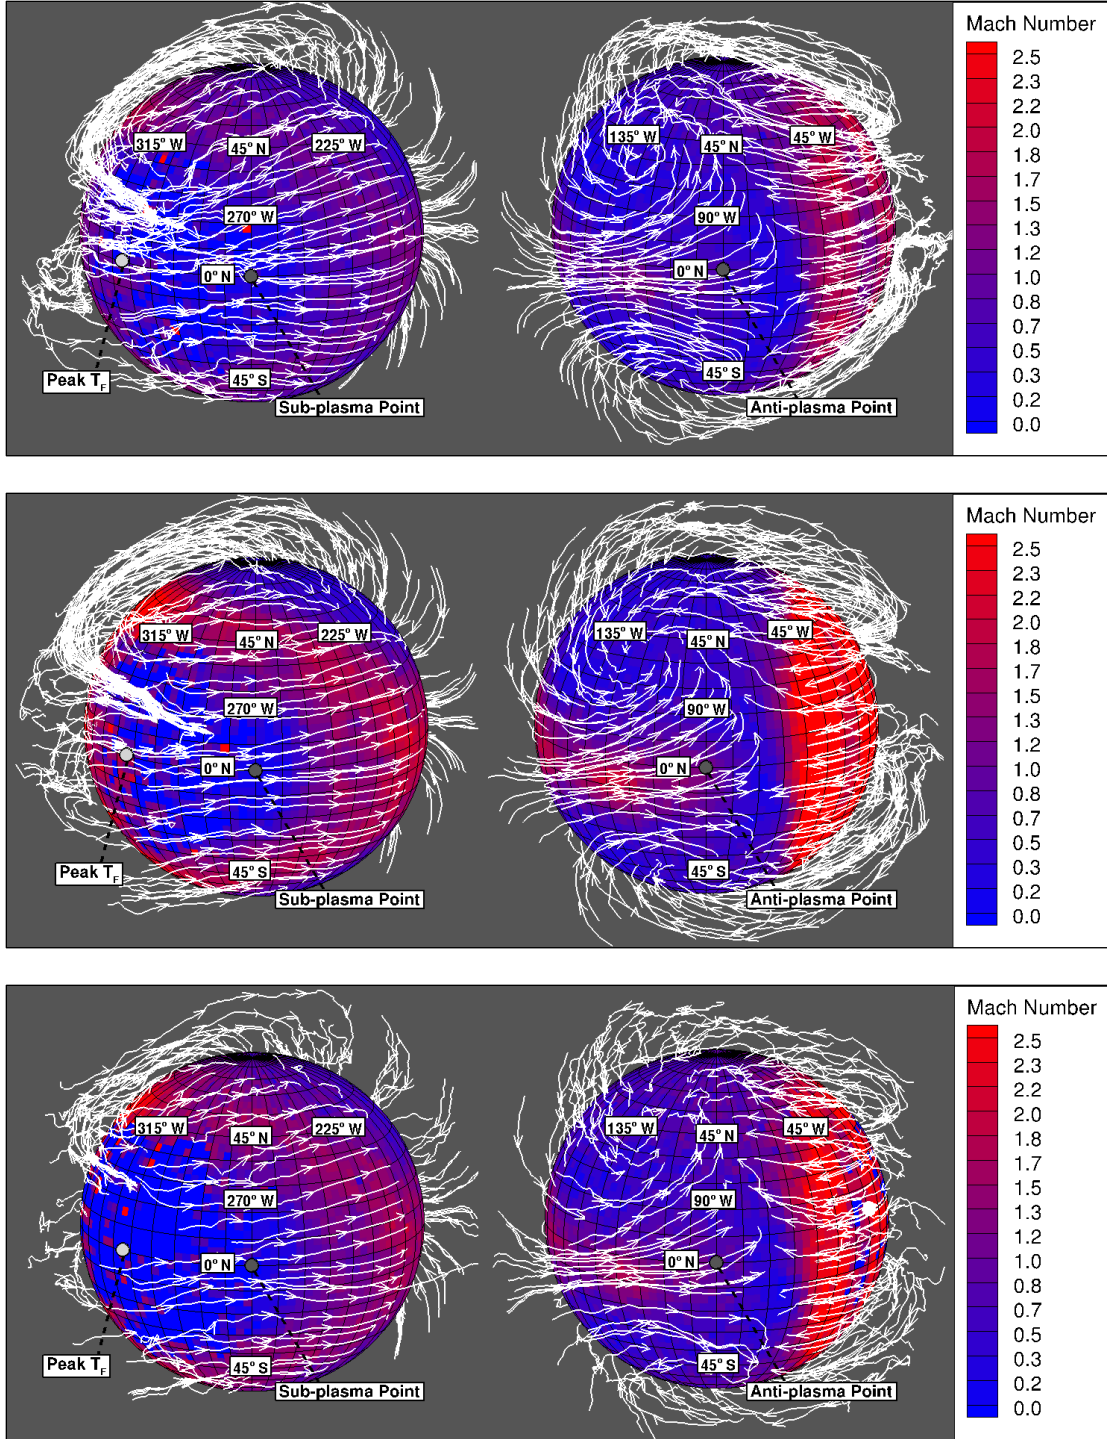 Mach Number
2.5
2.3
2.2
2.0
1.8
1.7
1.5
1.3
1.2
1.0
0.8
0.7
0.5
0.3
0.2
0.0
315° W
45° N
225° W
270° W
0° N
45° S
Peak T_F
Sub-plasma Point
135° W
45° N
45° W
90° W
0° N
45° S
Anti-plasma Point
Mach Number
2.5
2.3
2.2
2.0
1.8
1.7
1.5
1.3
1.2
1.0
0.8
0.7
0.5
0.3
0.2
0.0
315° W
45° N
225° W
270° W
0° N
45° S
Peak T_F
Sub-plasma Point
135° W
45° N
45° W
90° W
0° N
45° S
Anti-plasma Point
Mach Number
2.5
2.3
2.2
2.0
1.8
1.7
1.5
1.3
1.2
1.0
0.8
0.7
0.5
0.3
0.2
0.0
315° W
45° N
225° W
270° W
0° N
45° S
Peak T_F
Sub-plasma Point
135° W
45° N
45° W
90° W
0° N
45° S
Anti-plasma Point